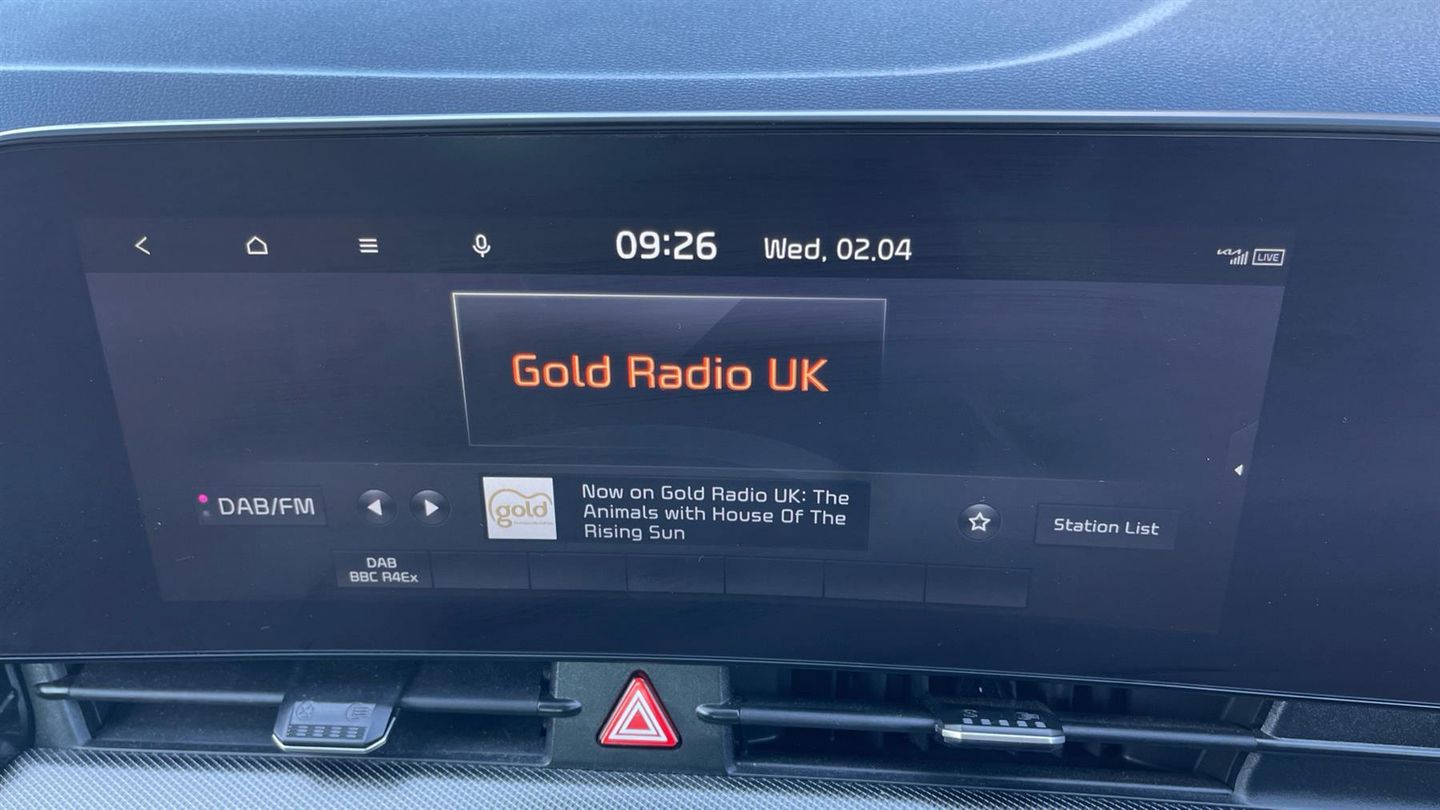 09:26 Wed, 02.04
KIA LIVE
Gold Radio UK
DAB/FM
gold
Now on Gold Radio UK: The
Animals with House Of The
Rising Sun
Station List
DAB
BBC R4Ex